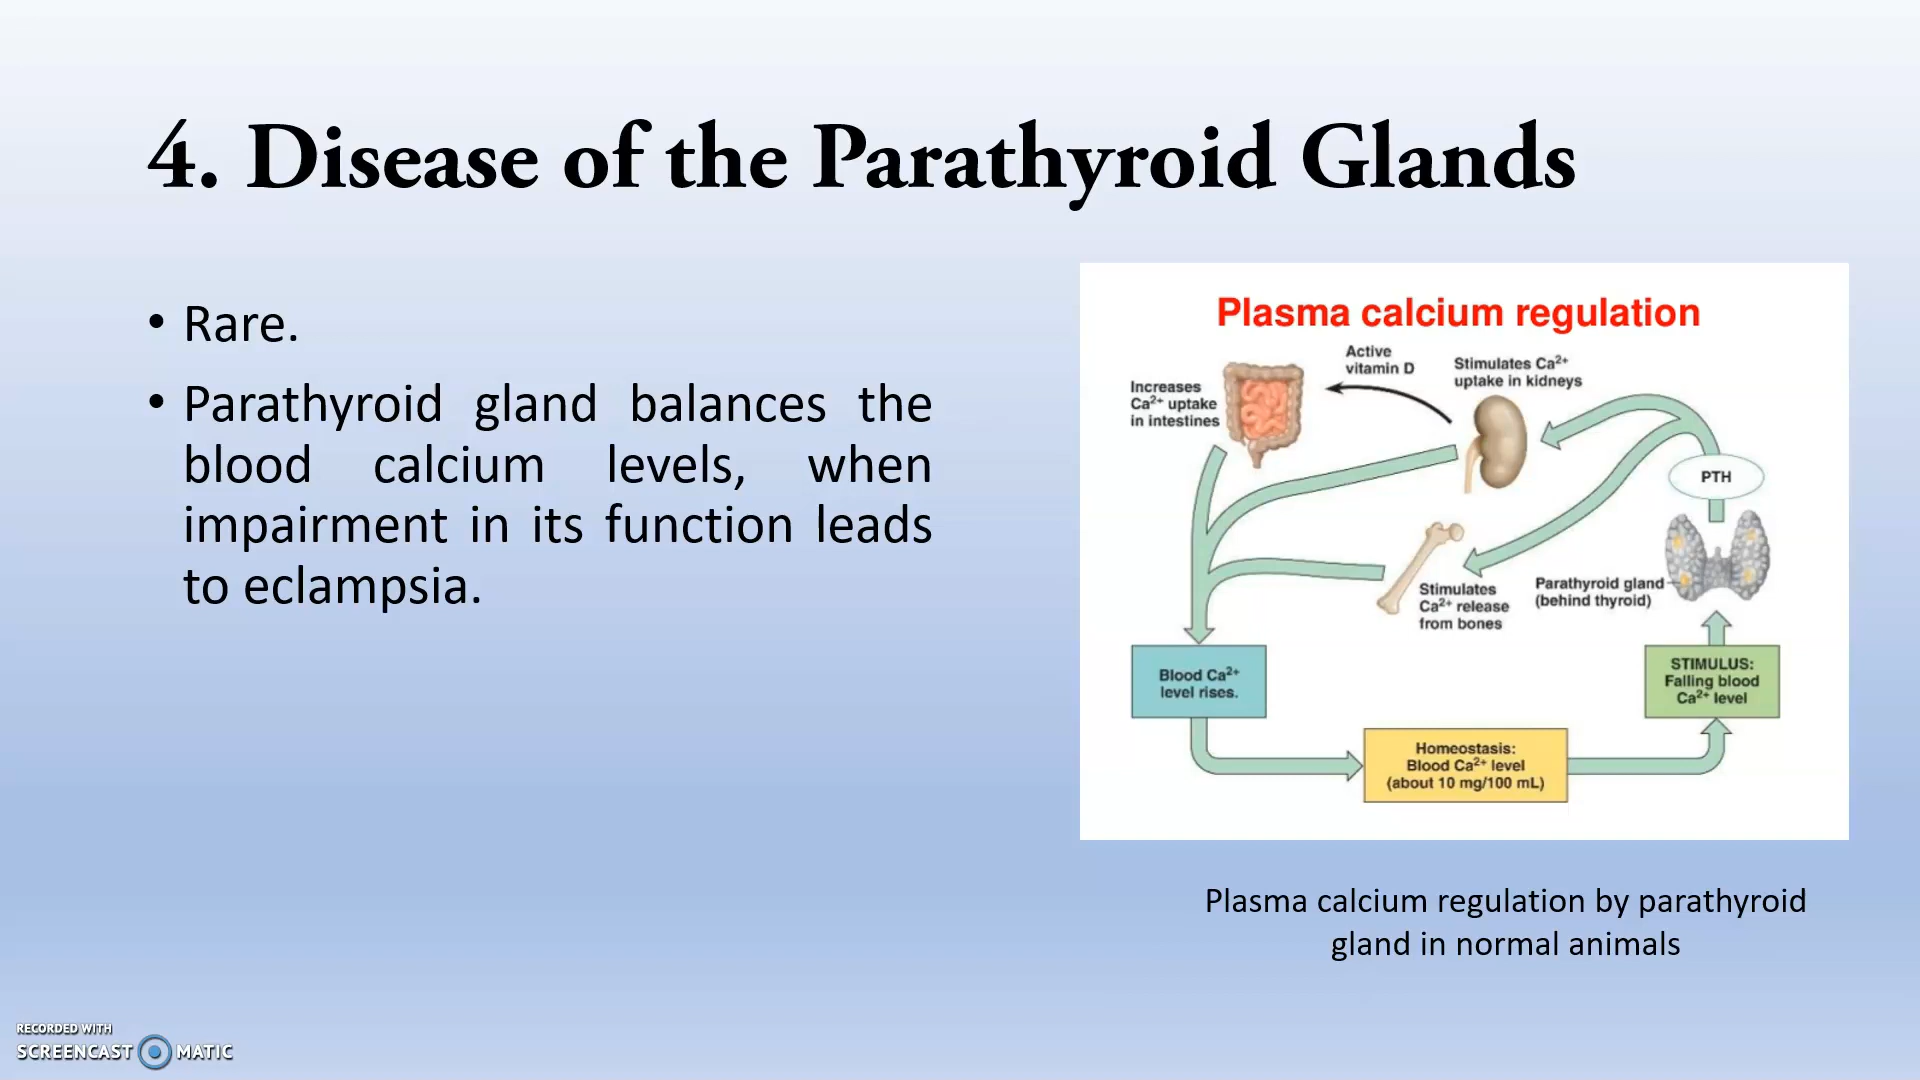 4. Disease of the Parathyroid Glands
• Rare.
• Parathyroid gland balances the
blood calcium levels, when
impairment in its function leads
to eclampsia.
Plasma calcium regulation
Active
vitamin D
Stimulates Ca²⁺
uptake in kidneys
Increases
Ca²⁺ uptake
in intestines
PTH
Stimulates
Ca²⁺ release
from bones
Parathyroid gland
(behind thyroid)
Blood Ca²⁺
level rises.
STIMULUS:
Falling blood
Ca²⁺ level
Homeostasis:
Blood Ca²⁺ level
(about 10 mg/100 mL)
Plasma calcium regulation by parathyroid
gland in normal animals
RECORDED WITH
SCREENCAST MATIC